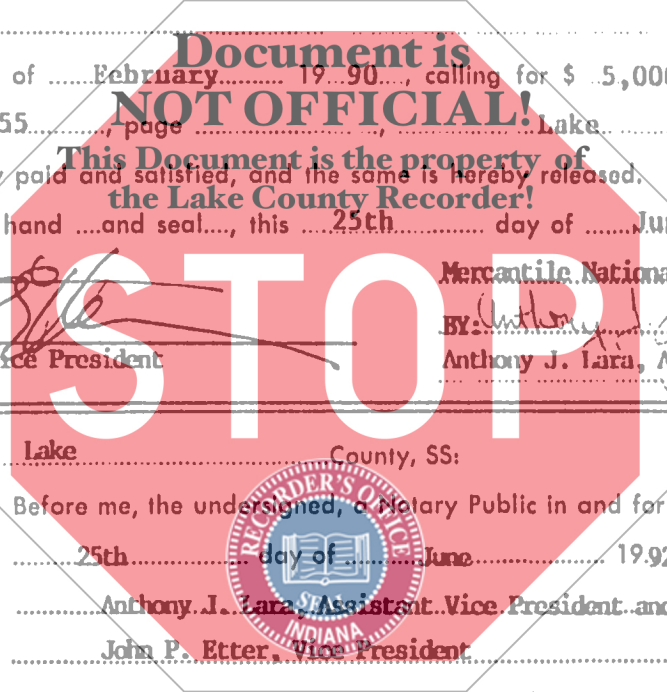 Document is
of ...... February ......... 19 90 ..., calling for $ .. 5,000
NOT OFFICIAL!
55 ........, page ................., Lake ......
This Document is the property of
paid and satisfied, and the same is hereby released.
the Lake County Recorder!
hand ...and seal...., this .... 25th ............ day of ...... Jun
STOP
Mercantile Nationa
BY: Anthony
ice President Anthony J. Lara, A
Lake County, SS:
Before me, the undersigned, a Notary Public in and for
25th day of June 19 92
Anthony J. Lara, Assistant Vice President and
John P. Etter, Vice President
RECORDER'S OFFICE
SEAL
INDIANA